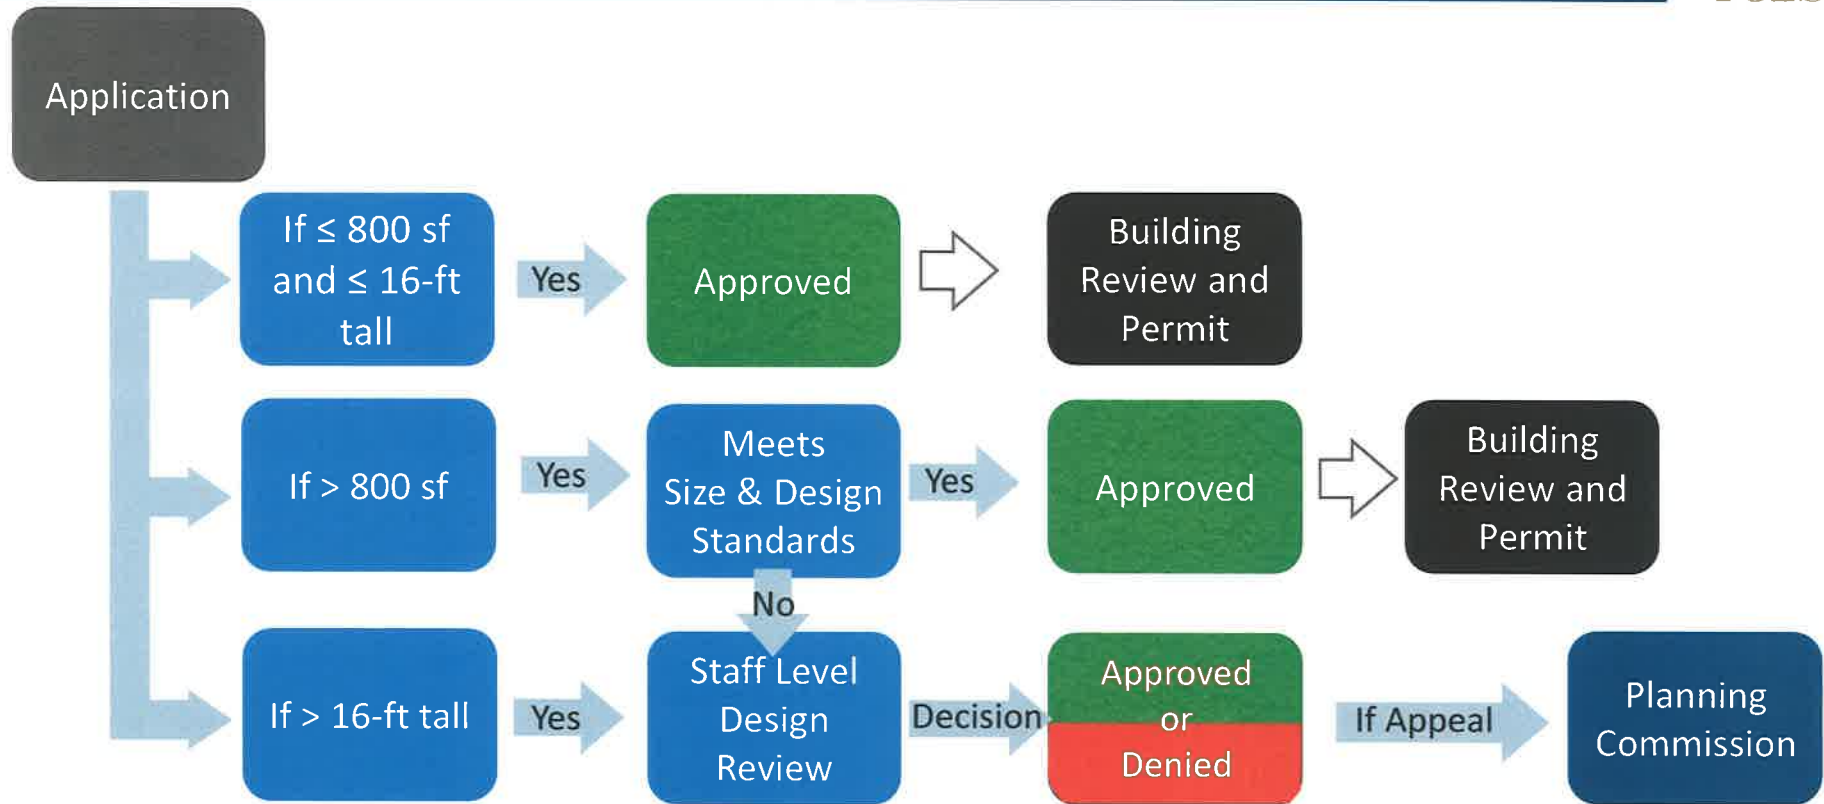 Application
If ≤ 800 sf
and ≤ 16-ft
tall
Yes
Approved
Building
Review and
Permit
If > 800 sf
Yes
Meets
Size & Design
Standards
Yes
Approved
Building
Review and
Permit
No
If > 16-ft tall
Yes
Staff Level
Design
Review
Decision
Approved
or
Denied
If Appeal
Planning
Commission